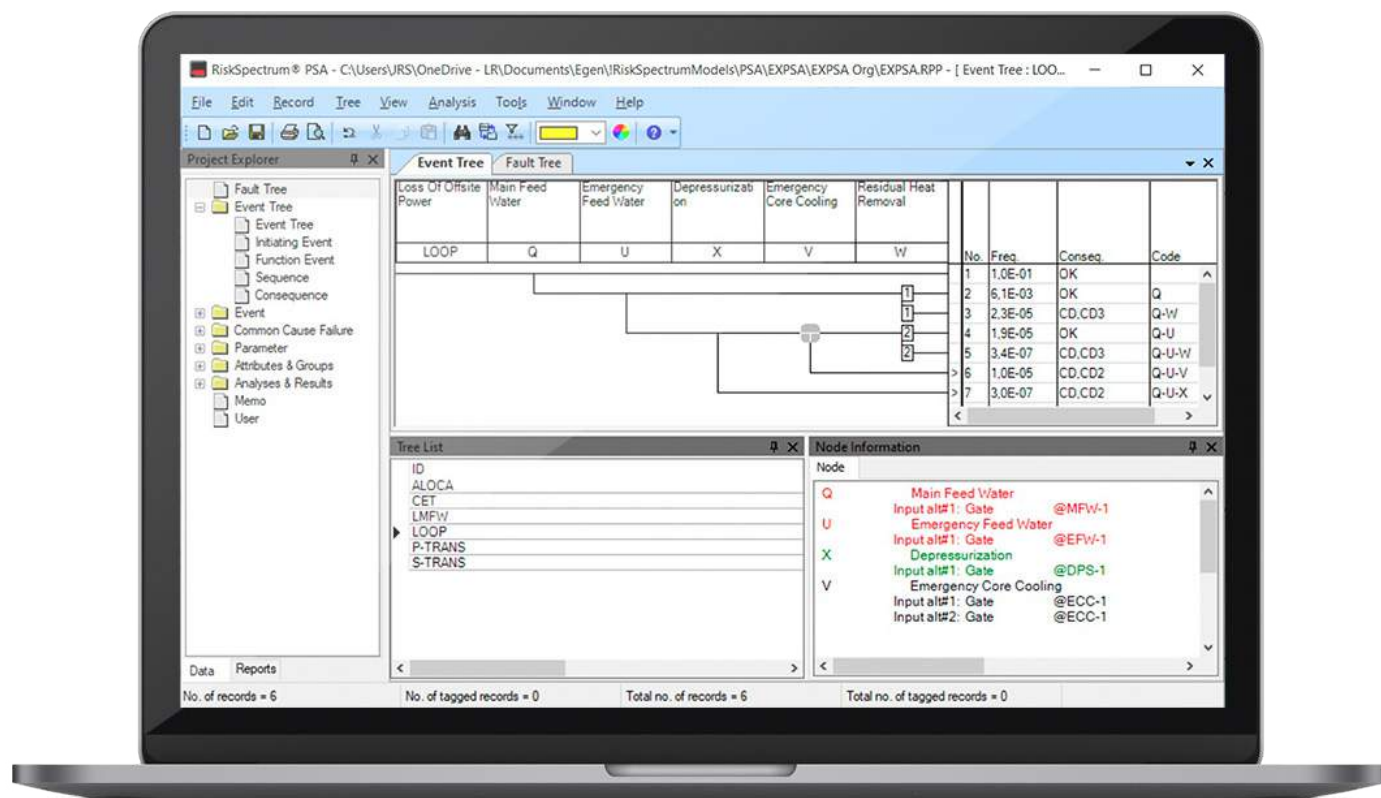 RiskSpectrum® PSA - C:\Users\JRS\OneDrive - LR\Documents\Egen\!RiskSpectrumModels\PSA\EXPSA\EXPSA Org\EXPSA.RPP - [ Event Tree : LOO...
File Edit Record Tree View Analysis Tools Window Help
Project Explorer
Fault Tree
Event Tree
Event Tree
Initiating Event
Function Event
Sequence
Consequence
Event
Common Cause Failure
Parameter
Attributes & Groups
Analyses & Results
Memo
User
Data Reports
Event Tree Fault Tree
Loss Of Offsite Main Feed Emergency Depressurizati Emergency Residual Heat
Power Water Feed Water on Core Cooling Removal
LOOP Q U X V W No. Freq. Conseq. Code
1 1,0E-01 OK
1 2 6,1E-03 OK Q
1 3 2,3E-05 CD,CD3 Q-W
2 4 1,9E-05 OK Q-U
2 5 3,4E-07 CD,CD3 Q-U-W
> 6 1,0E-05 CD,CD2 Q-U-V
> 7 3,0E-07 CD,CD2 Q-U-X
Tree List
ID
ALOCA
CET
LMFW
LOOP
P-TRANS
S-TRANS
Node Information
Node
Q Main Feed Water
Input alt#1: Gate @MFW-1
U Emergency Feed Water
Input alt#1: Gate @EFW-1
X Depressurization
Input alt#1: Gate @DPS-1
V Emergency Core Cooling
Input alt#1: Gate @ECC-1
Input alt#2: Gate @ECC-1
No. of records = 6 No. of tagged records = 0 Total no. of records = 6 Total no. of tagged records = 0